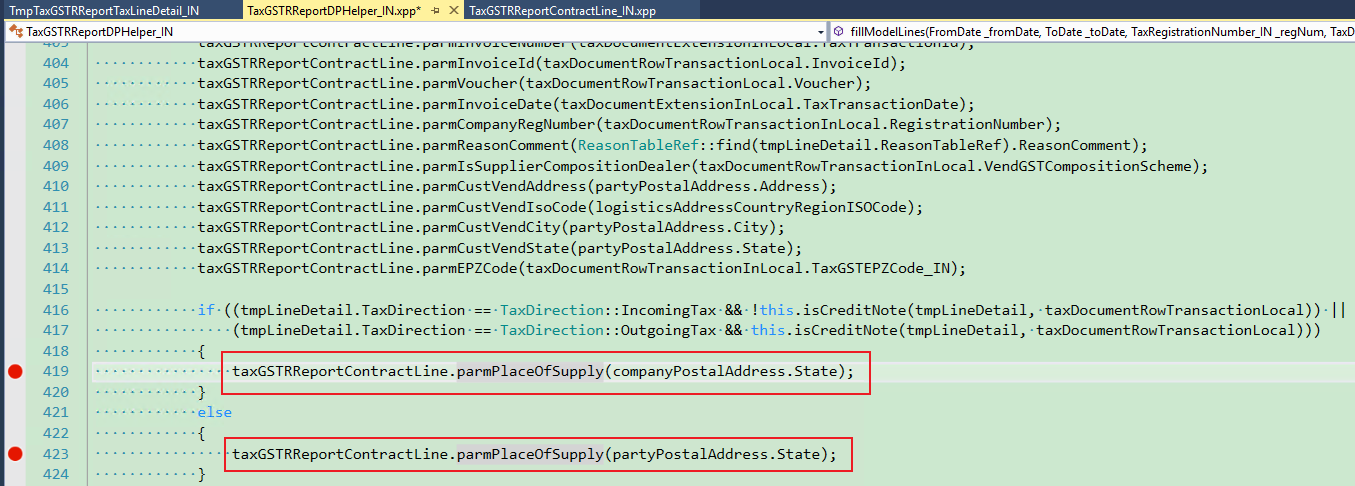 TmpTaxGSTRReportTaxLineDetail_IN TaxGSTRReportDPHelper_IN.xpp* TaxGSTRReportContractLine_IN.xpp
TaxGSTRReportDPHelper_IN fillModelLines(FromDate _fromDate, ToDate _toDate, TaxRegistrationNumber_IN _regNum, TaxD
403 taxGSTRReportContractLine.parmInvoiceNumber(taxDocumentExtensionInLocal.TaxTransactionId);
404 taxGSTRReportContractLine.parmInvoiceId(taxDocumentRowTransactionLocal.InvoiceId);
405 taxGSTRReportContractLine.parmVoucher(taxDocumentRowTransactionLocal.Voucher);
406 taxGSTRReportContractLine.parmInvoiceDate(taxDocumentExtensionInLocal.TaxTransactionDate);
407 taxGSTRReportContractLine.parmCompanyRegNumber(taxDocumentRowTransactionInLocal.RegistrationNumber);
408 taxGSTRReportContractLine.parmReasonComment(ReasonTableRef::find(tmpLineDetail.ReasonTableRef).ReasonComment);
409 taxGSTRReportContractLine.parmIsSupplierCompositionDealer(taxDocumentRowTransactionInLocal.VendGSTCompositionScheme);
410 taxGSTRReportContractLine.parmCustVendAddress(partyPostalAddress.Address);
411 taxGSTRReportContractLine.parmCustVendIsoCode(logisticsAddressCountryRegionISOCode);
412 taxGSTRReportContractLine.parmCustVendCity(partyPostalAddress.City);
413 taxGSTRReportContractLine.parmCustVendState(partyPostalAddress.State);
414 taxGSTRReportContractLine.parmEPZCode(taxDocumentRowTransactionInLocal.TaxGSTEPZCode_IN);
415
416 if ((tmpLineDetail.TaxDirection == TaxDirection::IncomingTax && !this.isCreditNote(tmpLineDetail, taxDocumentRowTransactionLocal)) ||
417 (tmpLineDetail.TaxDirection == TaxDirection::OutgoingTax && this.isCreditNote(tmpLineDetail, taxDocumentRowTransactionLocal)))
418 {
419 taxGSTRReportContractLine.parmPlaceOfSupply(companyPostalAddress.State);
420 }
421 else
422 {
423 taxGSTRReportContractLine.parmPlaceOfSupply(partyPostalAddress.State);
424 }